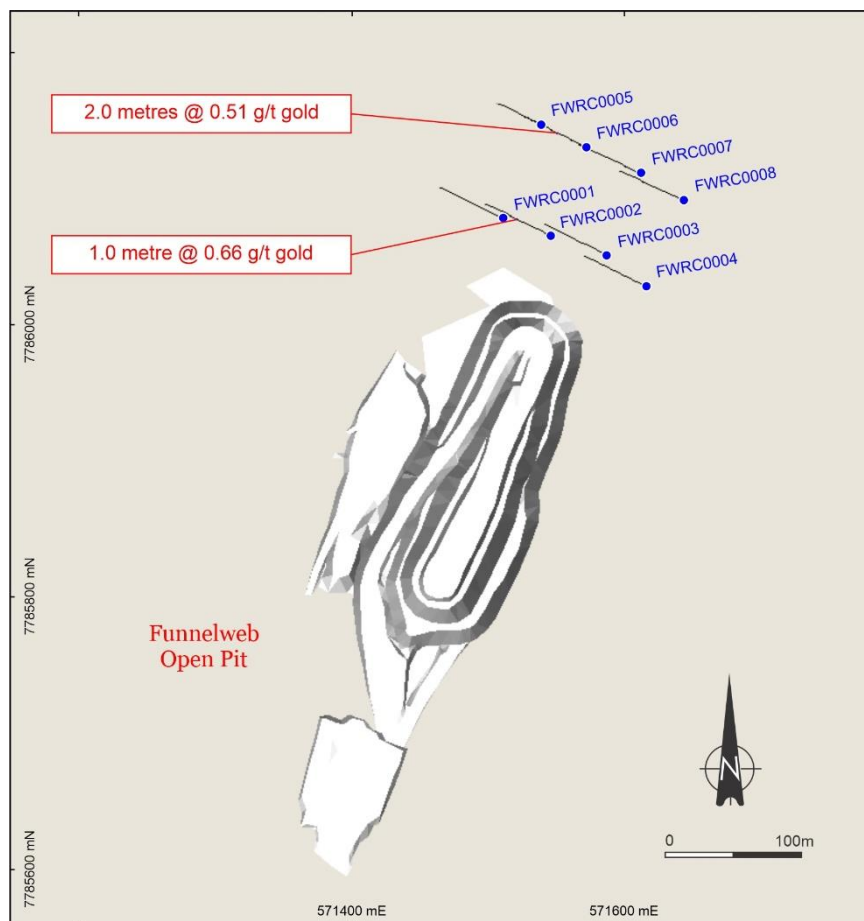 FWRC0005
2.0 metres @ 0.51 g/t gold
FWRC0006
FWRC0007
FWRC0008
FWRC0001
FWRC0002
1.0 metre @ 0.66 g/t gold
FWRC0003
FWRC0004
7786000 mN
7785800 mN
Funnelweb
Open Pit
N
0
100m
7785600 mN
571400 mE
571600 mE